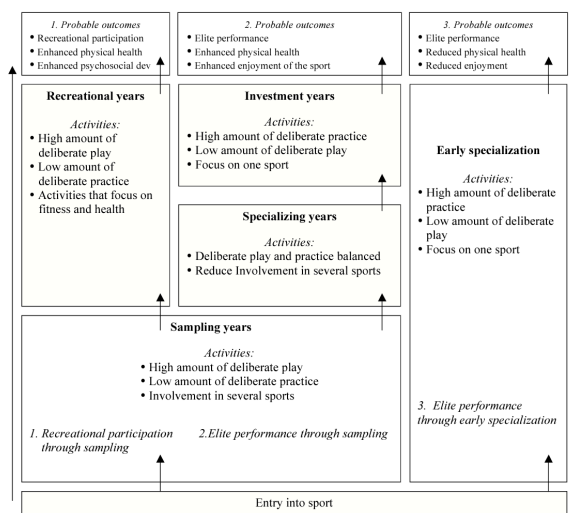 1. Probable outcomes
• Recreational participation
• Enhanced physical health
• Enhanced psychosocial dev
2. Probable outcomes
• Elite performance
• Enhanced physical health
• Enhanced enjoyment of the sport
3. Probable outcomes
• Elite performance
• Reduced physical health
• Reduced enjoyment
Recreational years
Activities:
• High amount of
deliberate play
• Low amount of
deliberate practice
• Activities that focus on
fitness and health
Investment years
Activities:
• High amount of deliberate practice
• Low amount of deliberate play
• Focus on one sport
Specializing years
Activities:
• Deliberate play and practice balanced
• Reduce Involvement in several sports
Early specialization
Activities:
• High amount of deliberate
practice
• Low amount of deliberate
play
• Focus on one sport
Sampling years
Activities:
• High amount of deliberate play
• Low amount of deliberate practice
• Involvement in several sports
1. Recreational participation
through sampling
2.Elite performance through sampling
3. Elite performance
through early specialization
Entry into sport